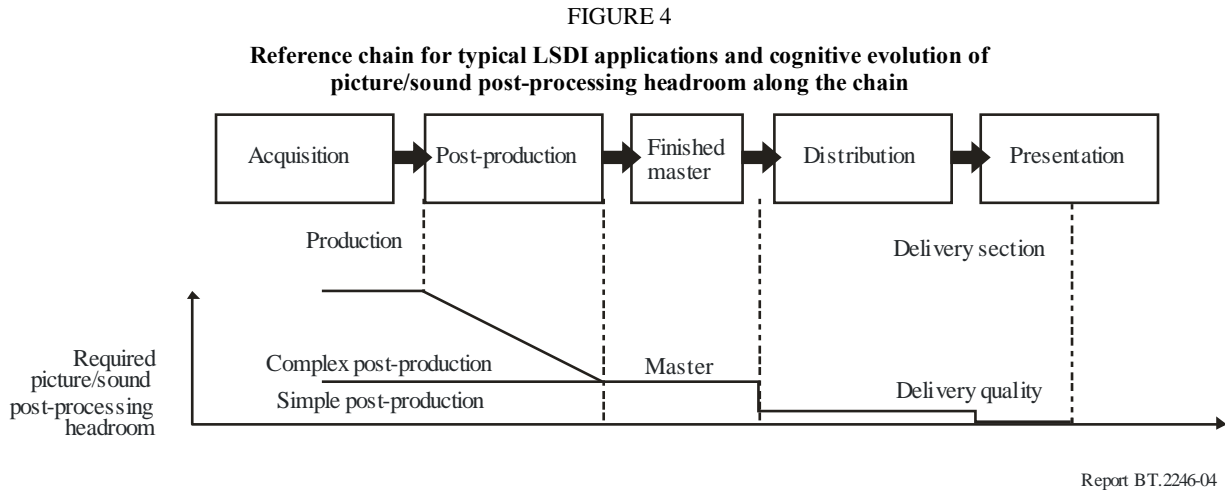 FIGURE 4
Reference chain for typical LSDI applications and cognitive evolution of
picture/sound post-processing headroom along the chain
Acquisition
Post-production
Finished
master
Distribution
Presentation
Production
Delivery section
Required
picture/sound
post-processing
headroom
Complex post-production
Simple post-production
Master
Delivery quality
Report BT.2246-04